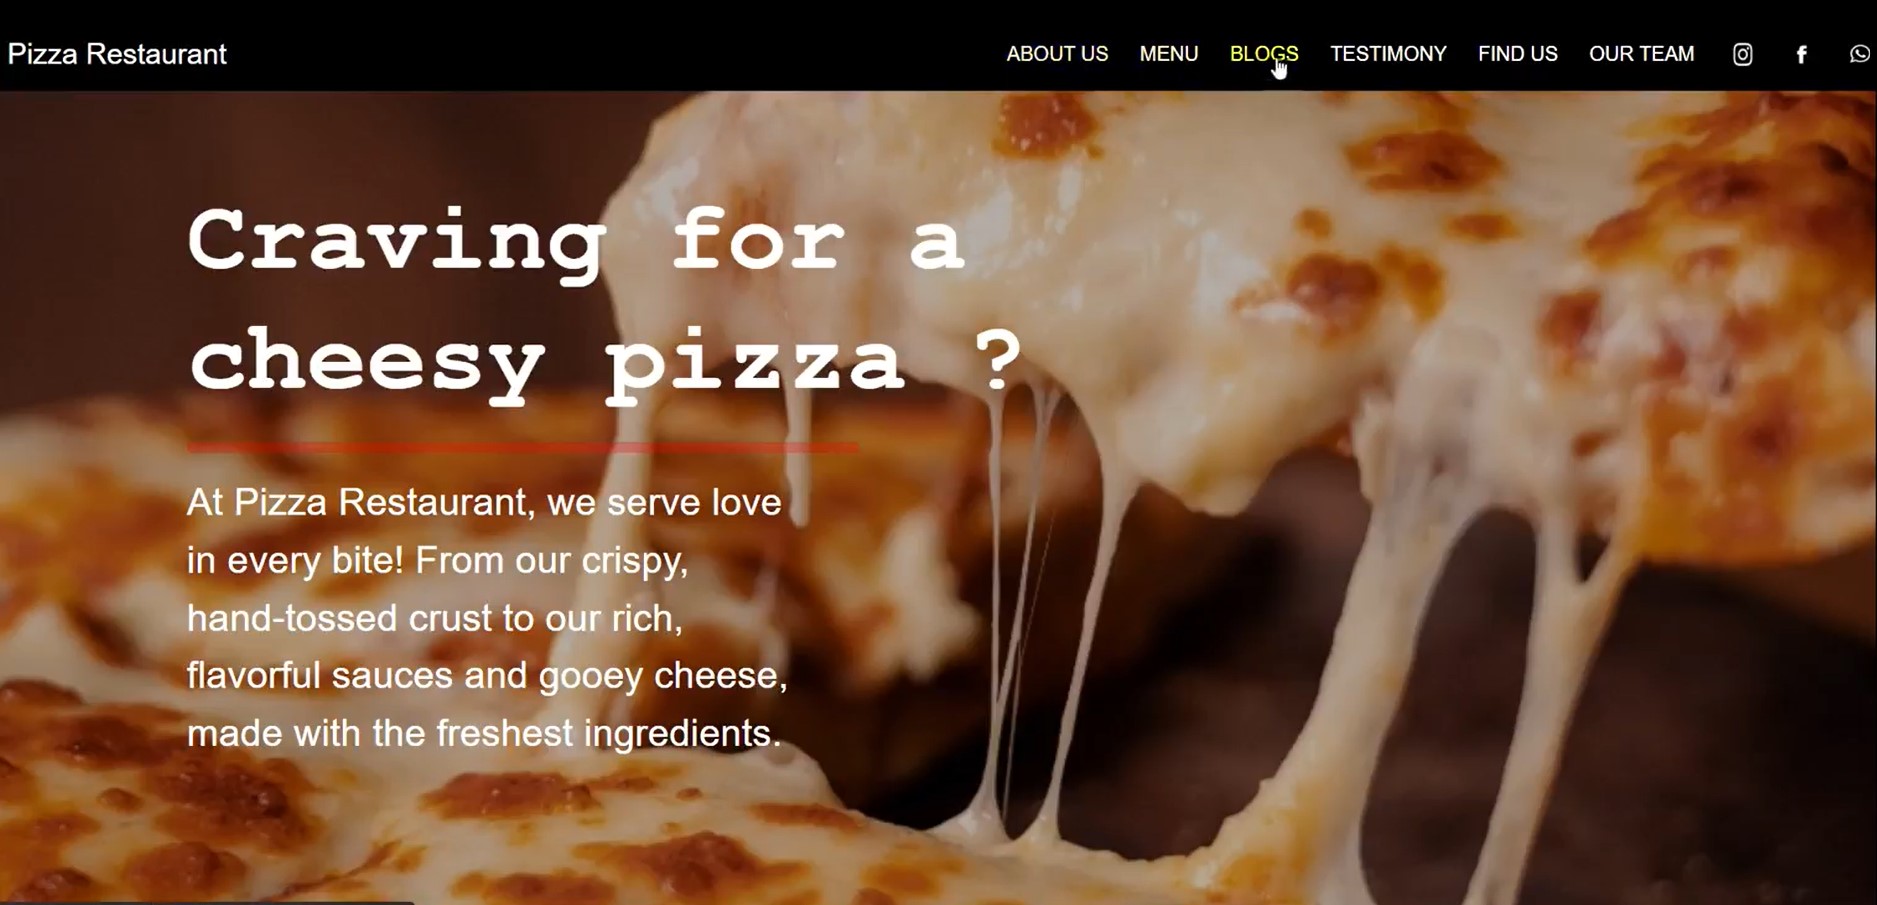 Pizza Restaurant
ABOUT US MENU BLOGS TESTIMONY FIND US OUR TEAM
Craving for a
cheesy pizza ?
At Pizza Restaurant, we serve love
in every bite! From our crispy,
hand-tossed crust to our rich,
flavorful sauces and gooey cheese,
made with the freshest ingredients.